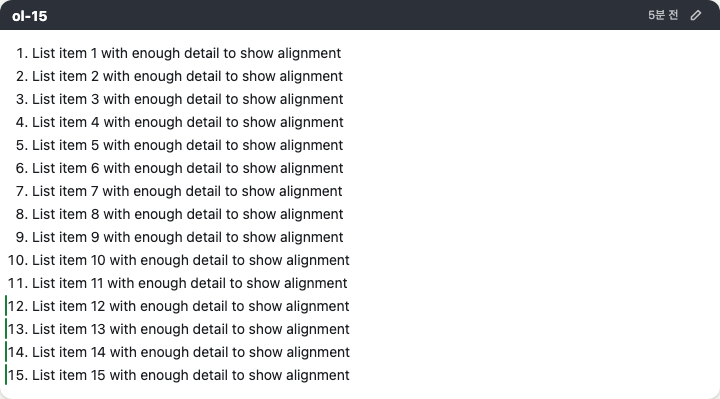 ol-15
5분 전
1. List item 1 with enough detail to show alignment
2. List item 2 with enough detail to show alignment
3. List item 3 with enough detail to show alignment
4. List item 4 with enough detail to show alignment
5. List item 5 with enough detail to show alignment
6. List item 6 with enough detail to show alignment
7. List item 7 with enough detail to show alignment
8. List item 8 with enough detail to show alignment
9. List item 9 with enough detail to show alignment
10. List item 10 with enough detail to show alignment
11. List item 11 with enough detail to show alignment
12. List item 12 with enough detail to show alignment
13. List item 13 with enough detail to show alignment
14. List item 14 with enough detail to show alignment
15. List item 15 with enough detail to show alignment